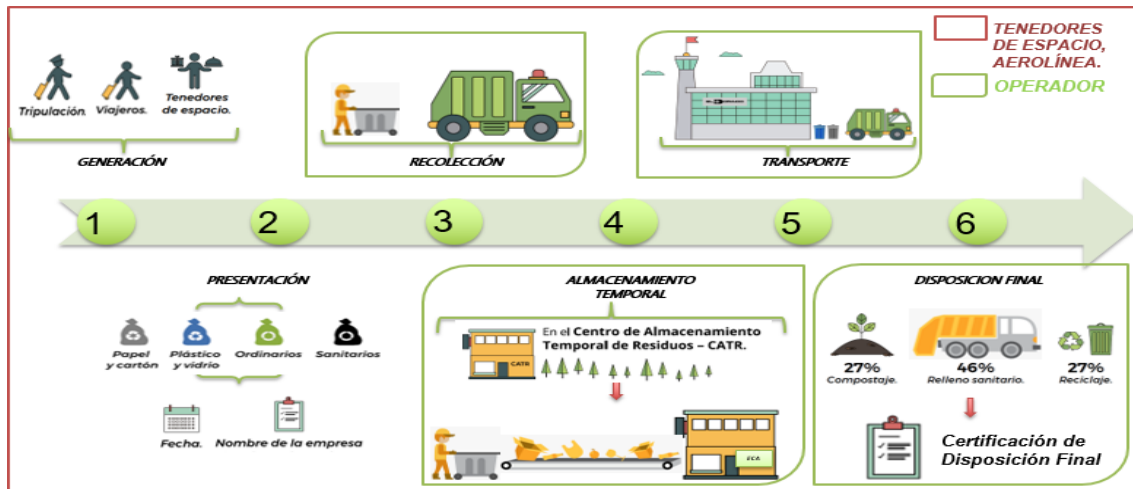 TENEDORES
DE ESPACIO,
AEROLÍNEA.
OPERADOR
Tripulación.
Viajeros.
Tenedores
de espacio.
GENERACIÓN
RECOLECCIÓN
TRANSPORTE
1
2
3
4
5
6
PRESENTACIÓN
Papel
y cartón
Plástico
y vidrio
Ordinarios
Sanitarios
Fecha.
Nombre de la empresa
ALMACENAMIENTO
TEMPORAL
En el Centro de Almacenamiento
Temporal de Residuos – CATR.
CATR
ECA
DISPOSICION FINAL
27%
Compostaje.
46%
Relleno sanitario.
27%
Reciclaje.
Certificación de
Disposición Final